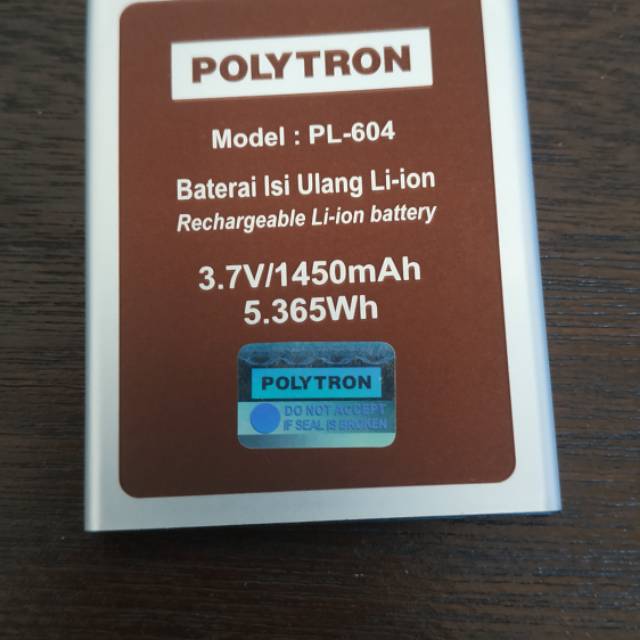 POLYTRON
Model : PL-604
Baterai Isi Ulang Li-ion
Rechargeable Li-ion battery
3.7V/1450mAh
5.365Wh
POLYTRON
DO NOT ACCEPT
IF SEAL IS BROKEN